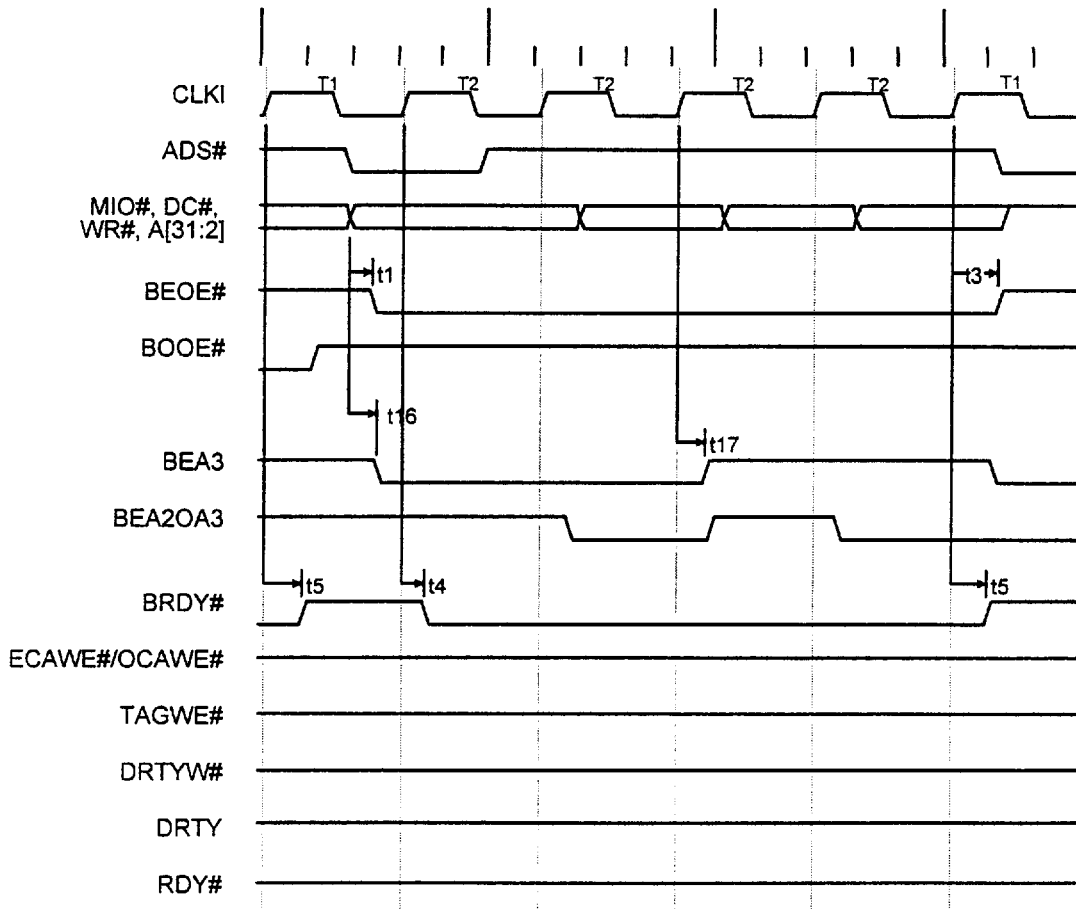 T1 T2 T2 T2 T2 T1
CLKI
ADS#
MIO#, DC#,
WR#, A[31:2]
t1 t3
BEOE#
BOOE#
t16
t17
BEA3
BEA2OA3
t5 t4 t5
BRDY#
ECAWE#/OCAWE#
TAGWE#
DRTYW#
DRTY
RDY#